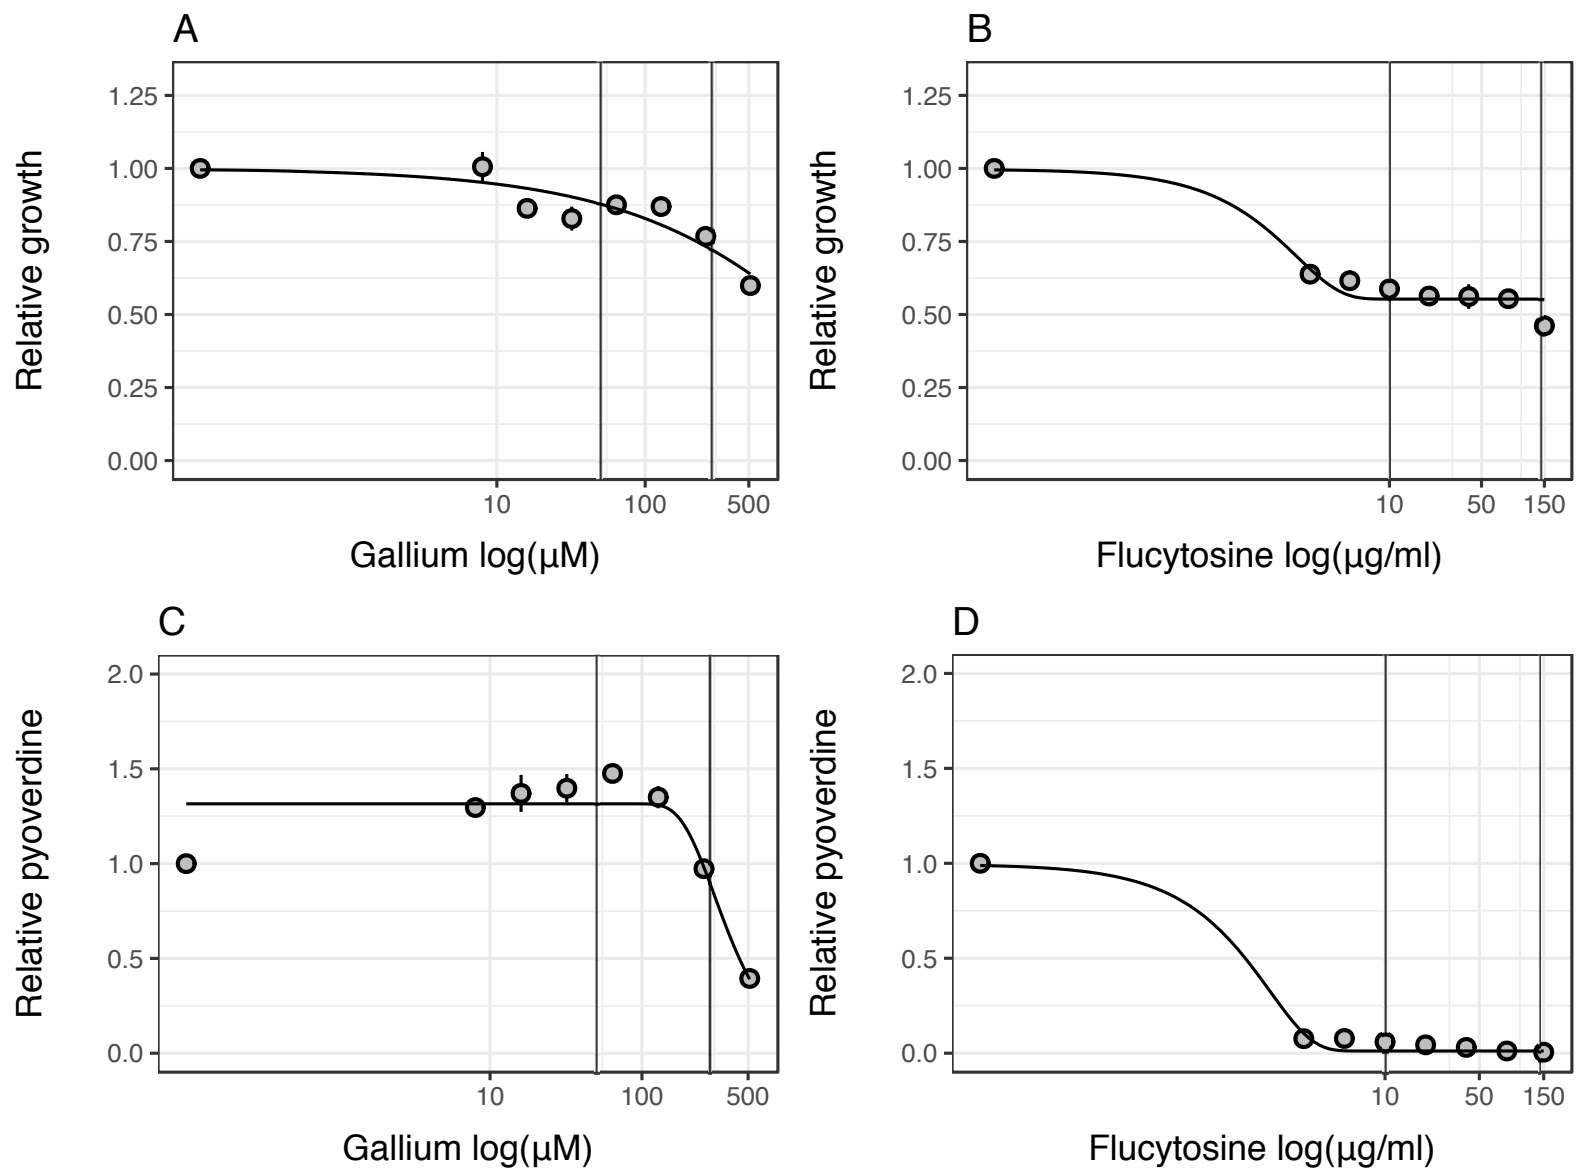 A
Relative growth
1.25
1.00
0.75
0.50
0.25
0.00
10 100 500
Gallium log(μM)
B
Relative growth
1.25
1.00
0.75
0.50
0.25
0.00
10 50 150
Flucytosine log(μg/ml)
C
Relative pyoverdine
2.0
1.5
1.0
0.5
0.0
10 100 500
Gallium log(μM)
D
Relative pyoverdine
2.0
1.5
1.0
0.5
0.0
10 50 150
Flucytosine log(μg/ml)